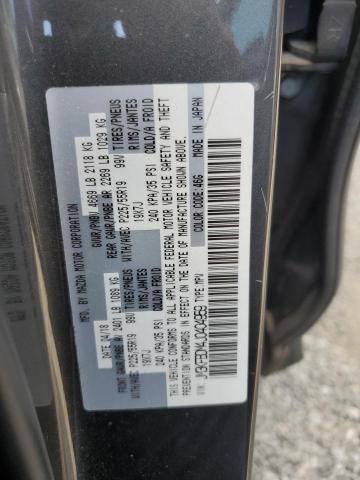 MFD. BY: MAZDA MOTOR CORPORATION
DATE: 04/18 GVWR/PNBV: 4669 LB 2118 KG
FRONT GAWR/PNBE AV: 2401 LB 1089 KG REAR GAWR/PNBE AR: 2269 LB 1029 KG
WITH/AVEC: P225/55R19 99V TIRES/PNEUS WITH/AVEC: P225/55R19 99V TIRES/PNEUS
19X7J RIMS/JANTES 19X7J RIMS/JANTES
240 KPA/35 PSI COLD/A FROID 240 KPA/35 PSI COLD/A FROID
THIS VEHICLE CONFORMS TO ALL APPLICABLE FEDERAL MOTOR VEHICLE SAFETY AND THEFT
PREVENTION STANDARDS IN EFFECT ON THE DATE OF MANUFACTURE SHOWN ABOVE.
TYPE: MPV COLOR CODE: 46G MADE IN JAPAN
VIN: